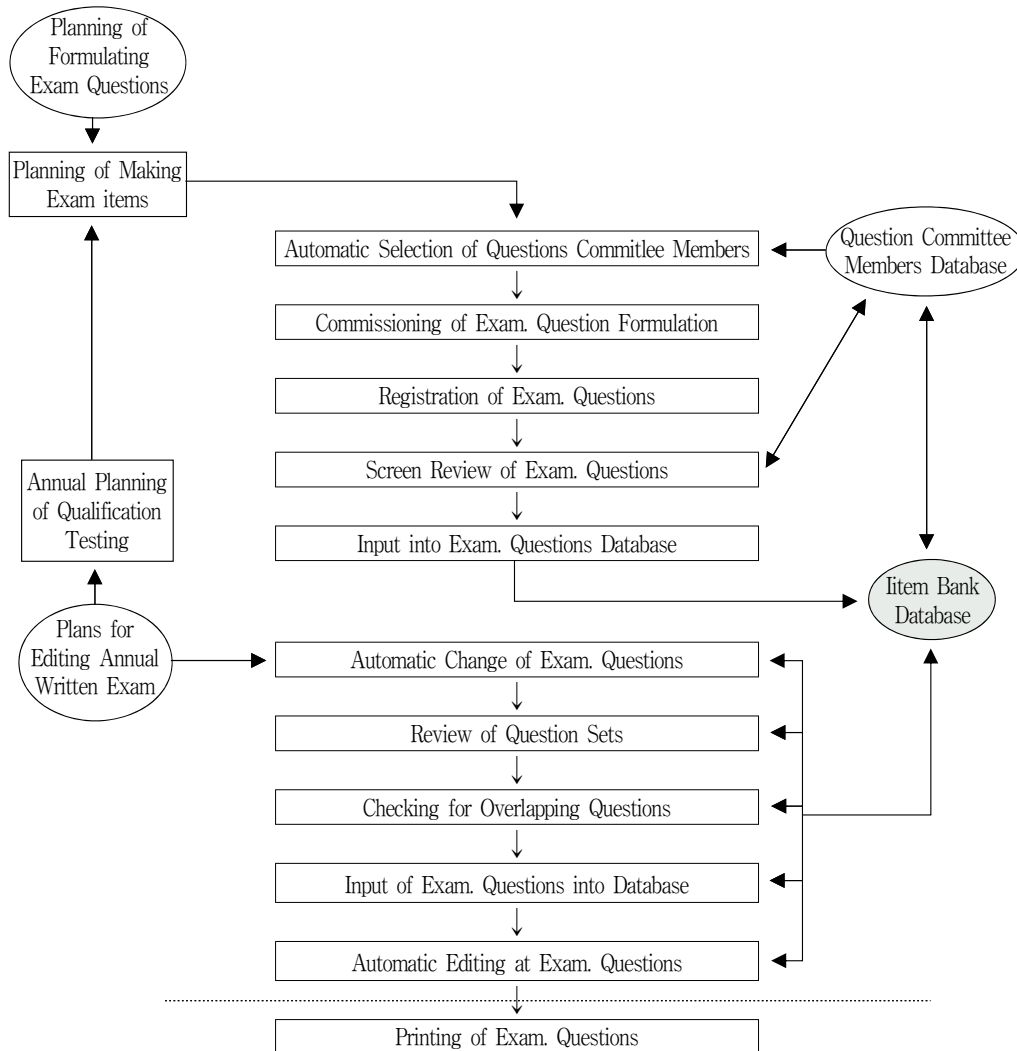 Planning of
Formulating
Exam Questions
Planning of Making
Exam items
Automatic Selection of Questions Commitlee Members
Question Committee
Members Database
Commissioning of Exam. Question Formulation
Registration of Exam. Questions
Screen Review of Exam. Questions
Annual Planning
of Qualification
Testing
Input into Exam. Questions Database
Iitem Bank
Database
Plans for
Editing Annual
Written Exam
Automatic Change of Exam. Questions
Review of Question Sets
Checking for Overlapping Questions
Input of Exam. Questions into Database
Automatic Editing at Exam. Questions
Printing of Exam. Questions